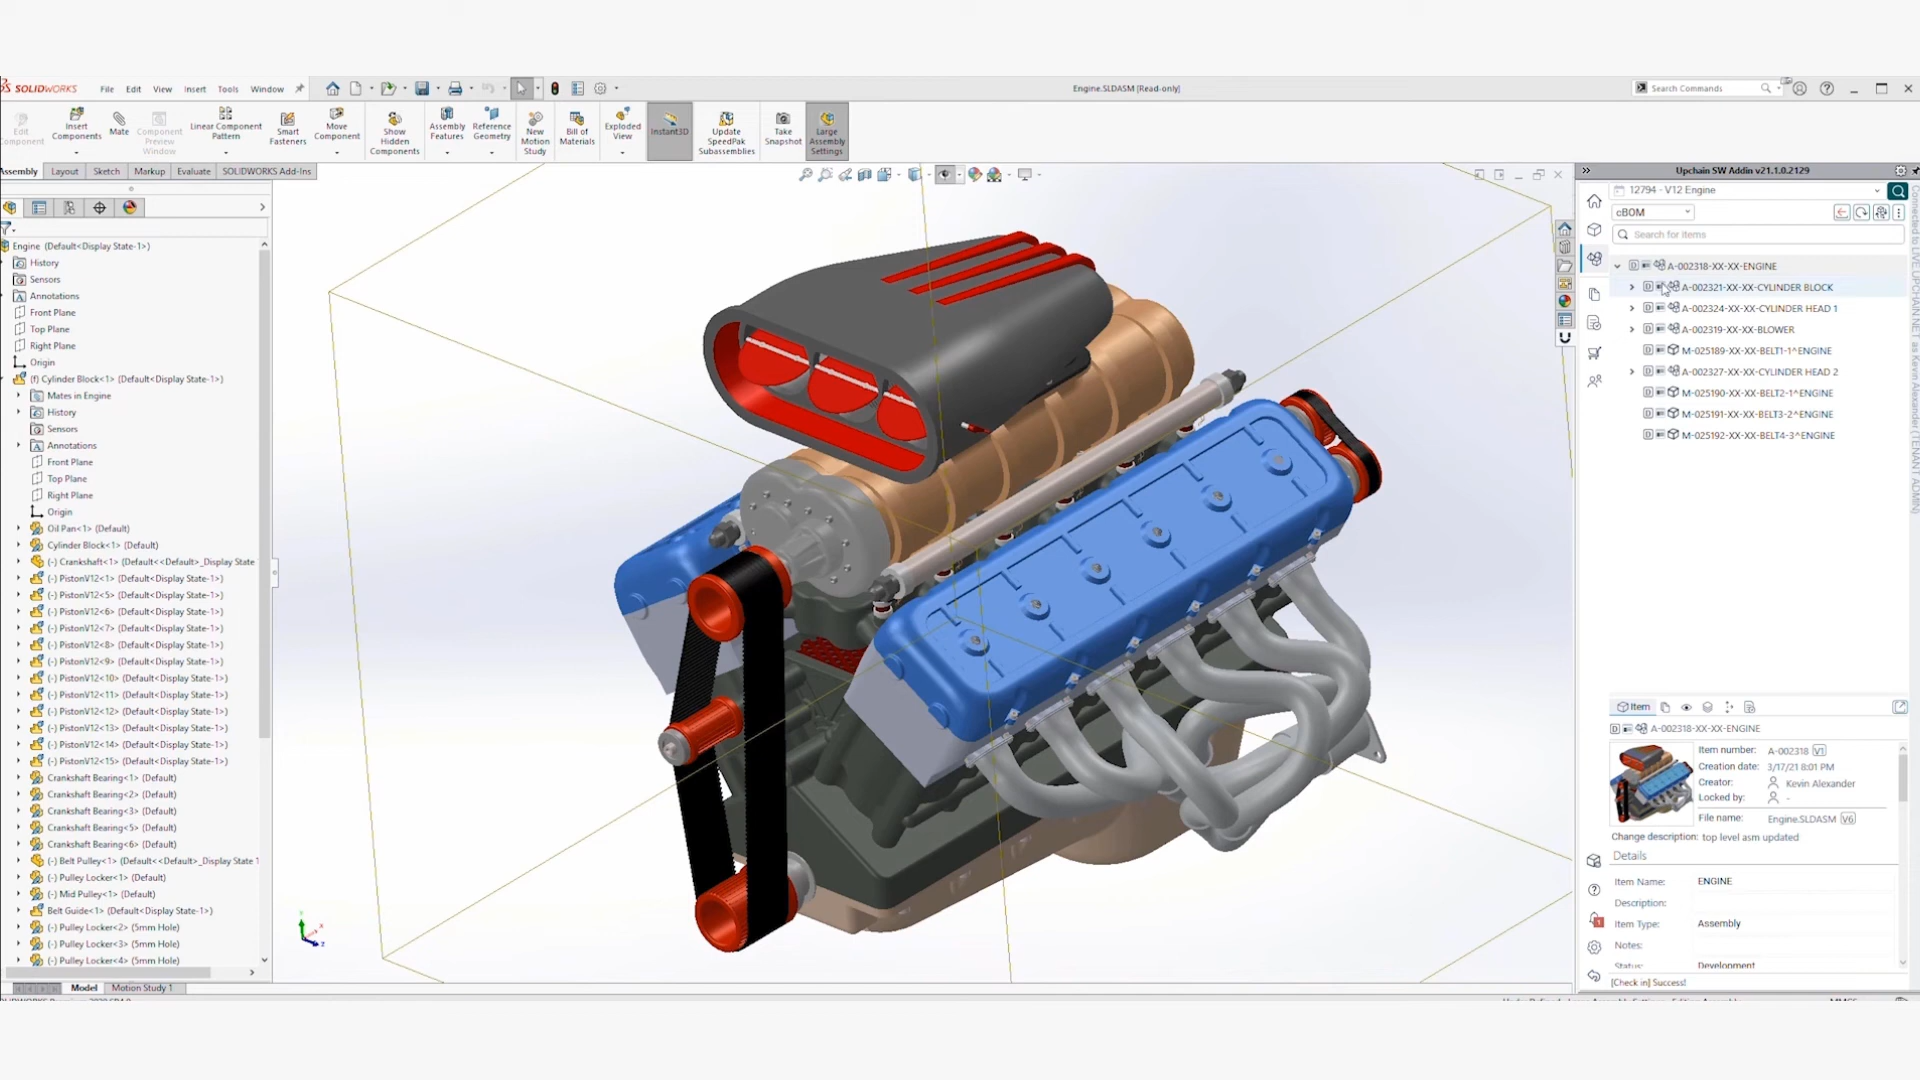 SOLIDWORKS
File Edit View Insert Tools Window
Engine.SLDASM [Read-only]
Search Commands
Edit Component
Insert Components
Mate
Component Preview Window
Linear Component Pattern
Smart Fasteners
Move Component
Show Hidden Components
Assembly Features
Reference Geometry
New Motion Study
Bill of Materials
Exploded View
Instant3D
Update SpeedPak Subassemblies
Take Snapshot
Large Assembly Settings
Assembly Layout Sketch Markup Evaluate SOLIDWORKS Add-Ins
Engine (Default<Display State-1>)
History
Sensors
Annotations
Front Plane
Top Plane
Right Plane
Origin
(f) Cylinder Block<1> (Default<Display State-1>)
Mates in Engine
History
Sensors
Annotations
Front Plane
Top Plane
Right Plane
Origin
Oil Pan<1> (Default)
Cylinder Block<1> (Default)
(-) Crankshaft<1> (Default<<Default>_Display State
(-) PistonV12<1> (Default<Display State-1>)
(-) PistonV12<5> (Default<Display State-1>)
(-) PistonV12<6> (Default<Display State-1>)
(-) PistonV12<7> (Default<Display State-1>)
(-) PistonV12<8> (Default<Display State-1>)
(-) PistonV12<9> (Default<Display State-1>)
(-) PistonV12<10> (Default<Display State-1>)
(-) PistonV12<11> (Default<Display State-1>)
(-) PistonV12<12> (Default<Display State-1>)
(-) PistonV12<13> (Default<Display State-1>)
(-) PistonV12<14> (Default<Display State-1>)
(-) PistonV12<15> (Default<Display State-1>)
Crankshaft Bearing<1> (Default)
Crankshaft Bearing<2> (Default)
Crankshaft Bearing<3> (Default)
Crankshaft Bearing<5> (Default)
Crankshaft Bearing<6> (Default)
(-) Belt Pulley<1> (Default<<Default>_Display State 1
Pulley Locker<1> (Default)
(-) Mid Pulley<1> (Default)
Belt Guide<1> (Default<Display State-1>)
Pulley Locker<2> (5mm Hole)
Pulley Locker<3> (5mm Hole)
Pulley Locker<4> (5mm Hole)
Model Motion Study 1
Upchain SW Addin v21.1.0.2129
12794 - V12 Engine
cBOM
Search for items
A-002318-XX-XX-ENGINE
A-002321-XX-XX-CYLINDER BLOCK
A-002324-XX-XX-CYLINDER HEAD 1
A-002319-XX-XX-BLOWER
M-025189-XX-XX-BELT1-1^ENGINE
A-002327-XX-XX-CYLINDER HEAD 2
M-025190-XX-XX-BELT2-1^ENGINE
M-025191-XX-XX-BELT3-2^ENGINE
M-025192-XX-XX-BELT4-3^ENGINE
Item
A-002318-XX-XX-ENGINE
Item number: A-002318 V1
Creation date: 3/17/21 8:01 PM
Creator: Kevin Alexander
Locked by: -
File name: Engine.SLDASM V6
Change description: top level asm updated
Details
Item Name: ENGINE
Description:
Item Type: Assembly
Notes:
Status: Development
[Check in] Success!
Connected to LIVE.UPCHAIN.NET as Kevin Alexander (TENANT ADMIN)